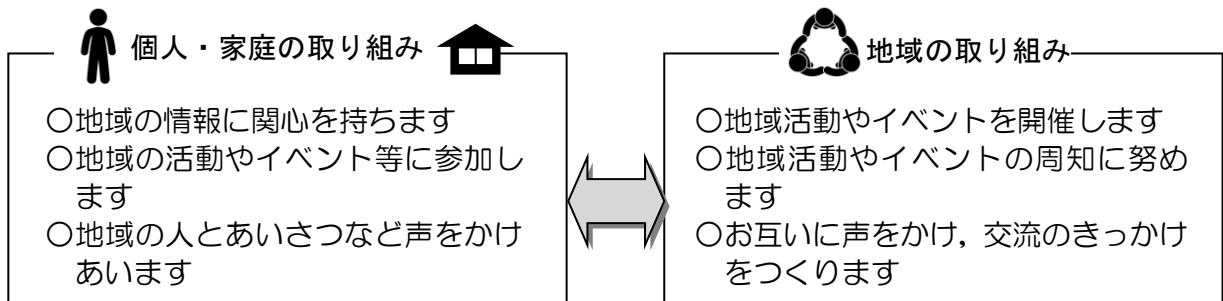 個人・家庭の取り組み
〇地域の情報に関心を持ちます
〇地域の活動やイベント等に参加し
ます
〇地域の人とあいさつなど声をかけ
あいます
地域の取り組み
〇地域活動やイベントを開催します
〇地域活動やイベントの周知に努め
ます
〇お互いに声をかけ，交流のきっかけ
をつくります